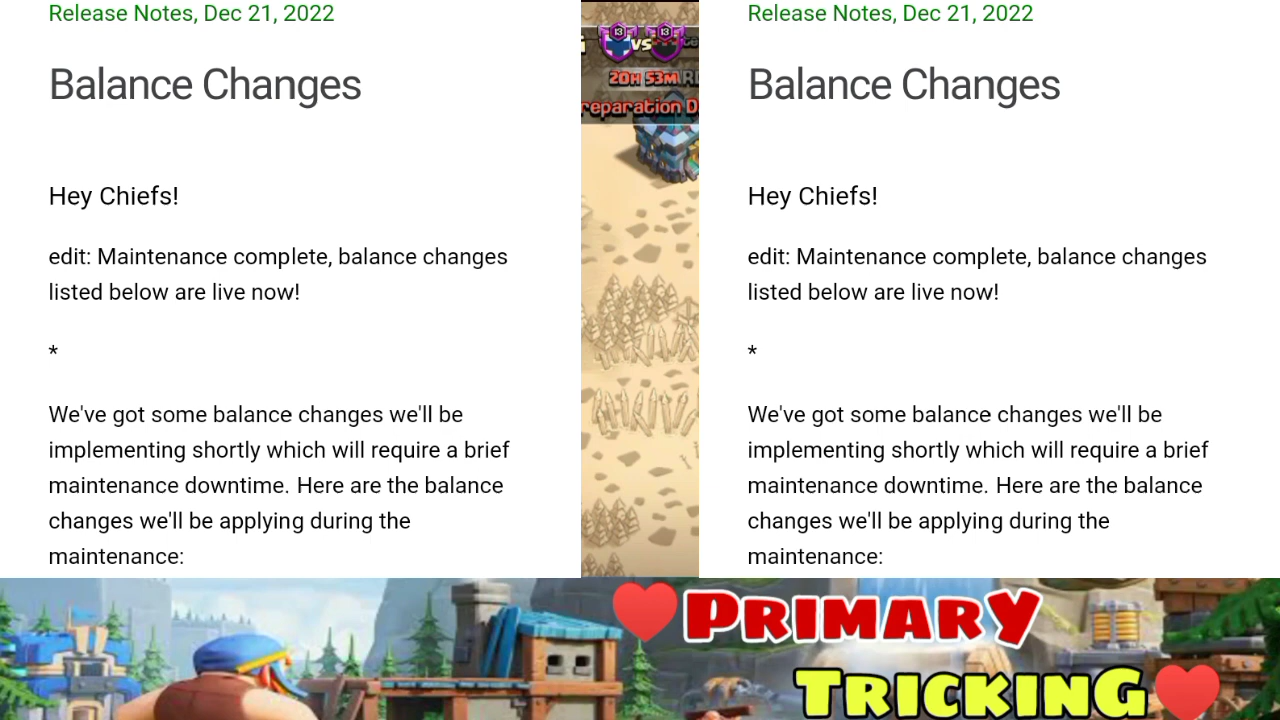 Release Notes, Dec 21, 2022
Balance Changes
Hey Chiefs!
edit: Maintenance complete, balance changes
listed below are live now!
*
We've got some balance changes we'll be
implementing shortly which will require a brief
maintenance downtime. Here are the balance
changes we'll be applying during the
maintenance:
13
vs
13
20H 53M
reparation D
Release Notes, Dec 21, 2022
Balance Changes
Hey Chiefs!
edit: Maintenance complete, balance changes
listed below are live now!
*
We've got some balance changes we'll be
implementing shortly which will require a brief
maintenance downtime. Here are the balance
changes we'll be applying during the
maintenance:
PRIMARY
TRICKING